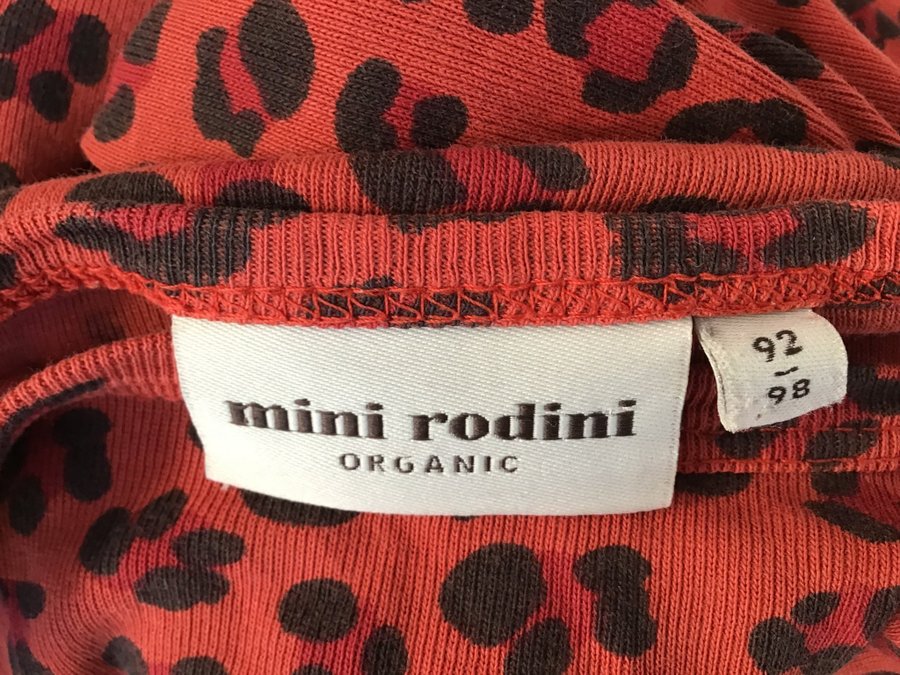 mini rodini
ORGANIC
92
–
98